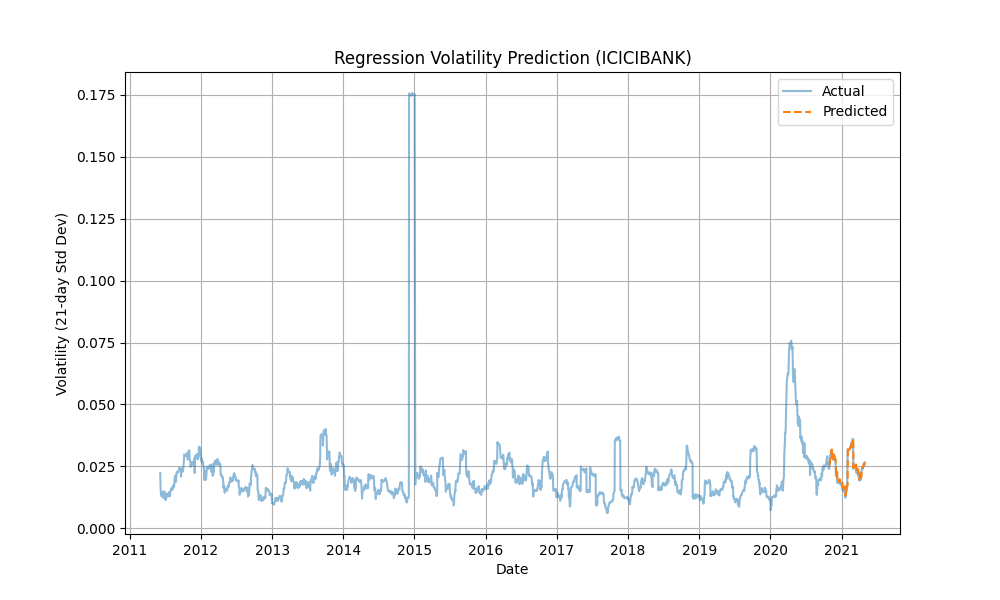 Regression Volatility Prediction (ICICIBANK)
Actual
Predicted
Volatility (21-day Std Dev)
0.175
0.150
0.125
0.100
0.075
0.050
0.025
0.000
2011 2012 2013 2014 2015 2016 2017 2018 2019 2020 2021
Date